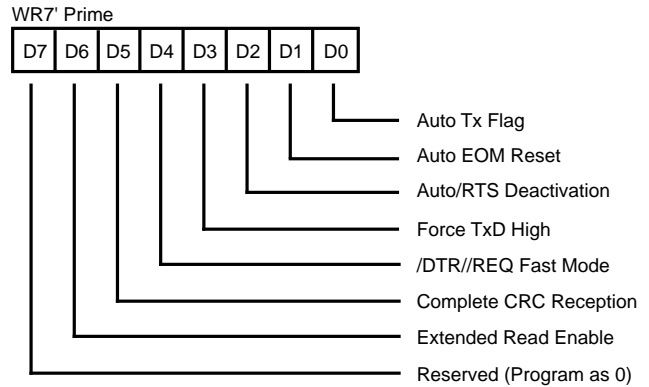 WR7' Prime
D7 D6 D5 D4 D3 D2 D1 D0
Auto Tx Flag
Auto EOM Reset
Auto/RTS Deactivation
Force TxD High
/DTR//REQ Fast Mode
Complete CRC Reception
Extended Read Enable
Reserved (Program as 0)